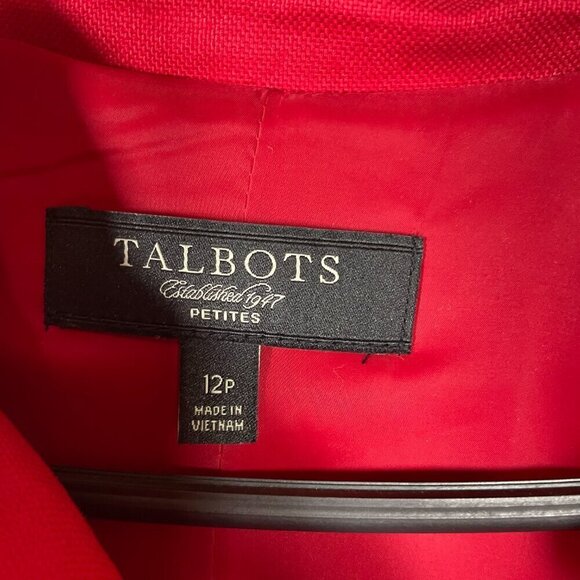 TALBOTS
Established 1947
PETITES
12P
MADE IN
VIETNAM